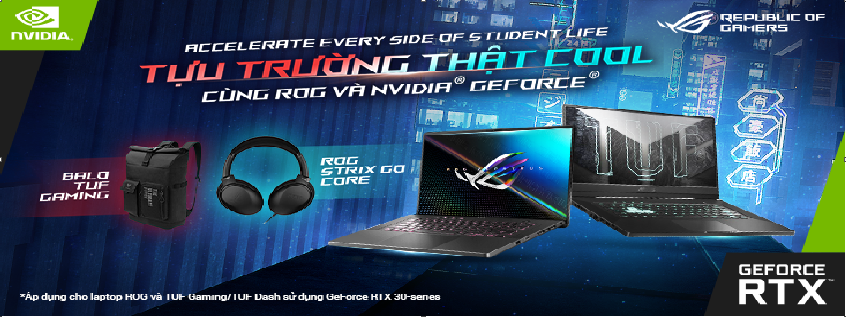 NVIDIA
ACCELERATE EVERY SIDE OF STUDENT LIFE
REPUBLIC OF
GAMERS
TỰU TRƯỜNG THẬT COOL
CÙNG ROG VÀ NVIDIA® GEFORCE®
BALO
TUF
GAMING
ROG
STRIX GO
CORE
TUF
GEFORCE
RTX™
*Áp dụng cho laptop ROG và TUF Gaming/TUF Dash sử dụng GeForce RTX 30-series